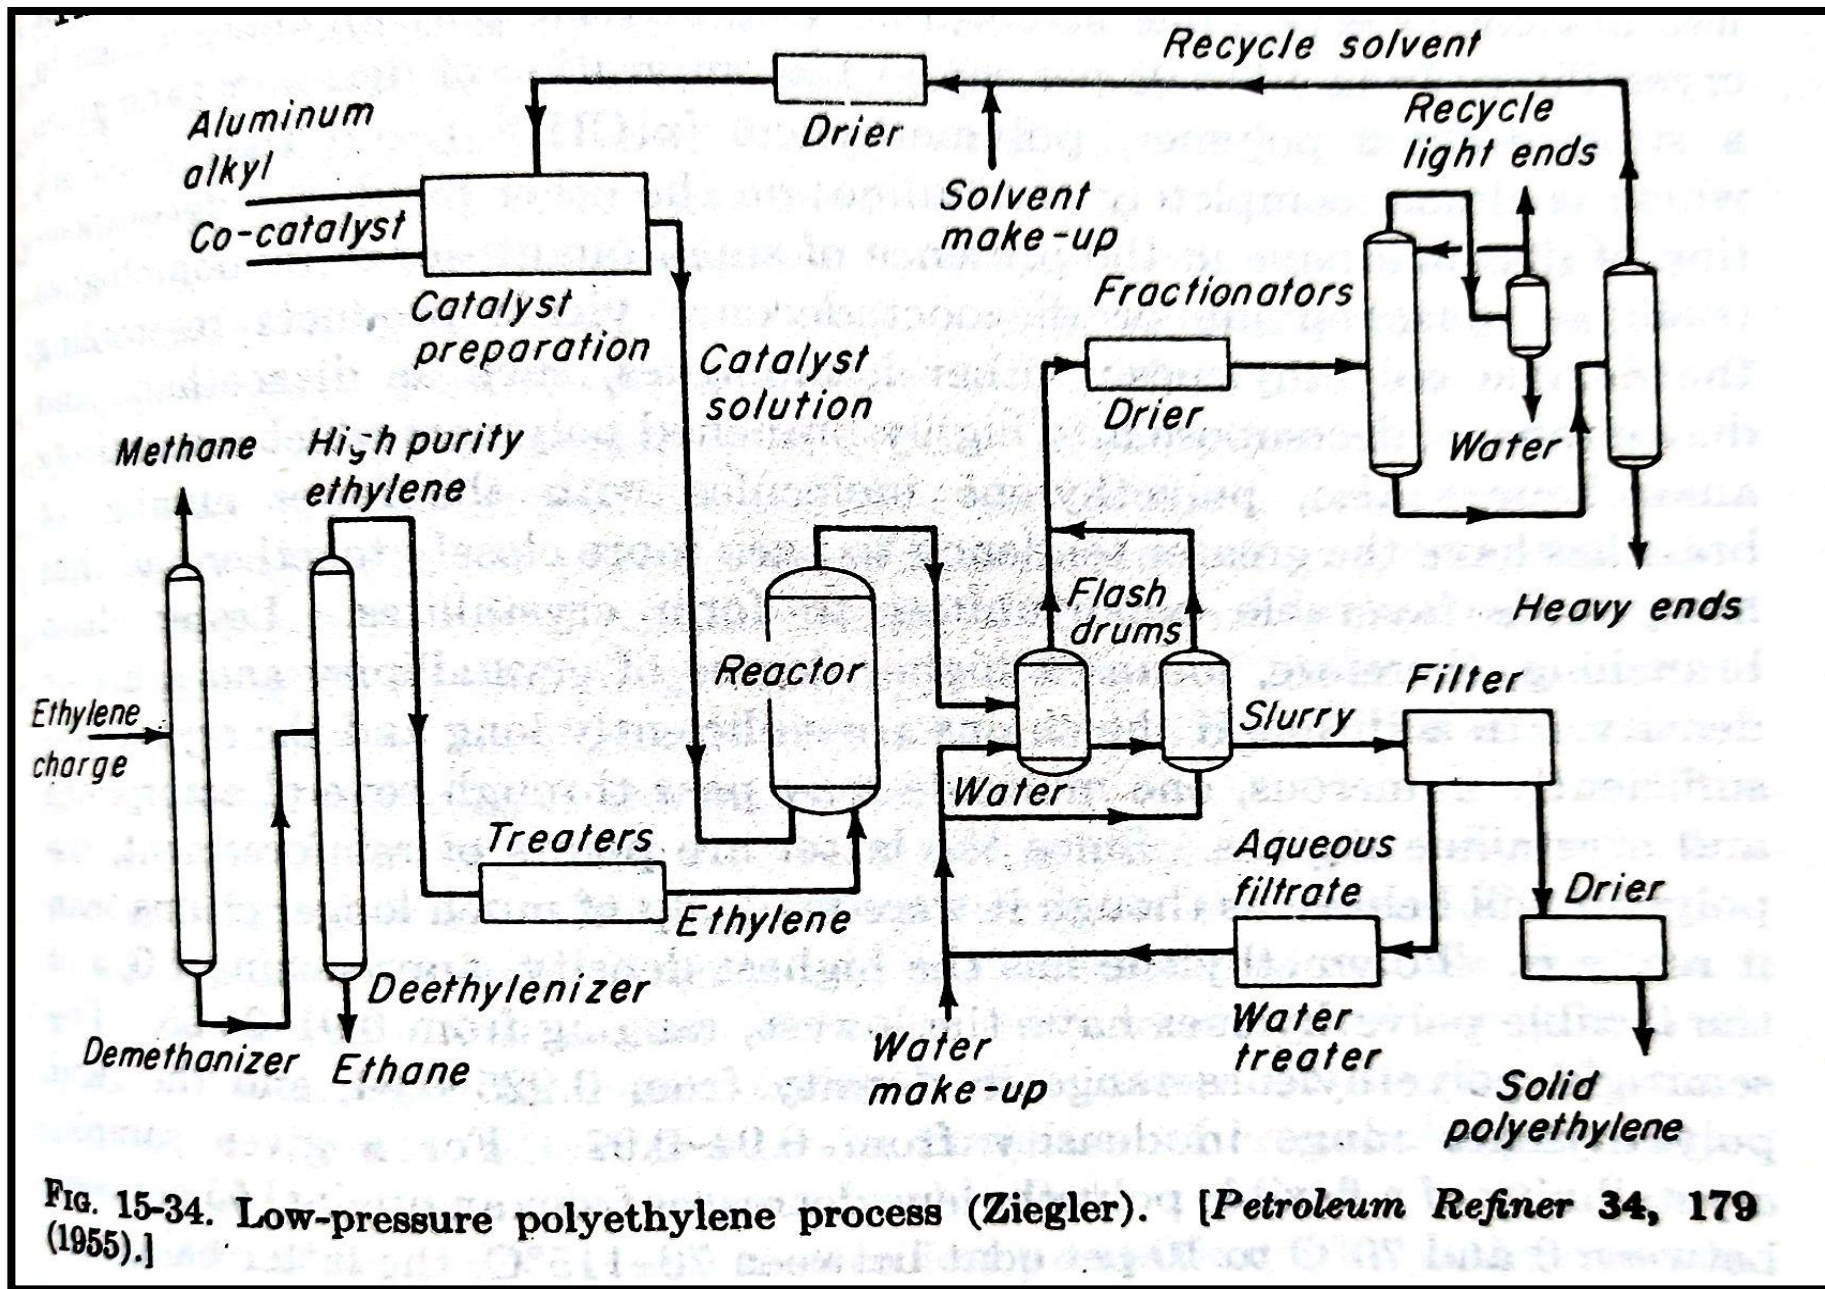 Recycle solvent
Recycle
light ends
Aluminum
alkyl
Drier
Co-catalyst
Solvent
make-up
Catalyst
preparation
Fractionators
Catalyst
solution
Drier
Water
Methane
High purity
ethylene
Heavy ends
Flash
drums
Reactor
Filter
Ethylene
charge
Slurry
Water
Treaters
Aqueous
filtrate
Drier
Ethylene
Deethylenizer
Demethanizer
Ethane
Water
make-up
Water
treater
Solid
polyethylene
FIG. 15-34. Low-pressure polyethylene process (Ziegler). [Petroleum Refiner 34, 179
(1955).]